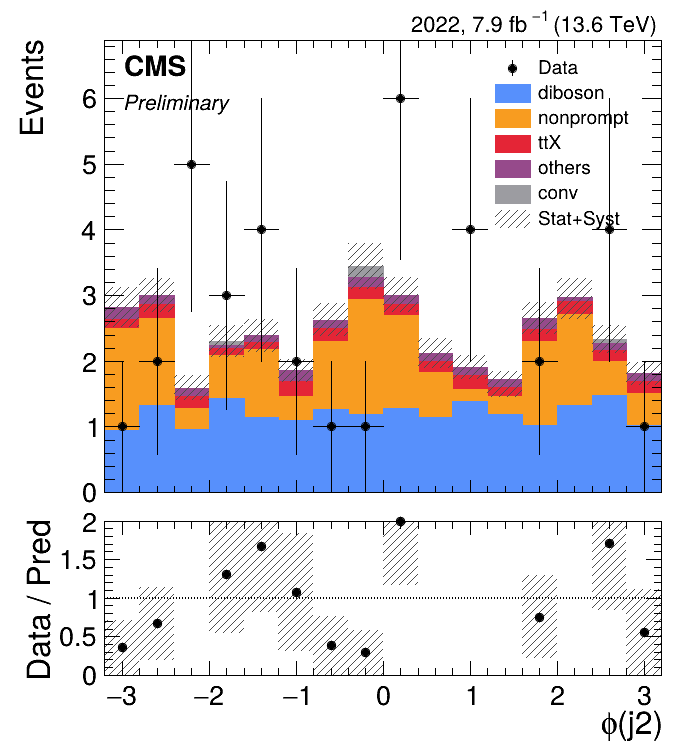 2022, 7.9 fb⁻¹ (13.6 TeV)
CMS
Preliminary
Data
diboson
nonprompt
ttX
others
conv
Stat+Syst
Events
6
5
4
3
2
1
0
Data / Pred
2
1.5
1
0.5
0
−3 −2 −1 0 1 2 3
ϕ(j2)